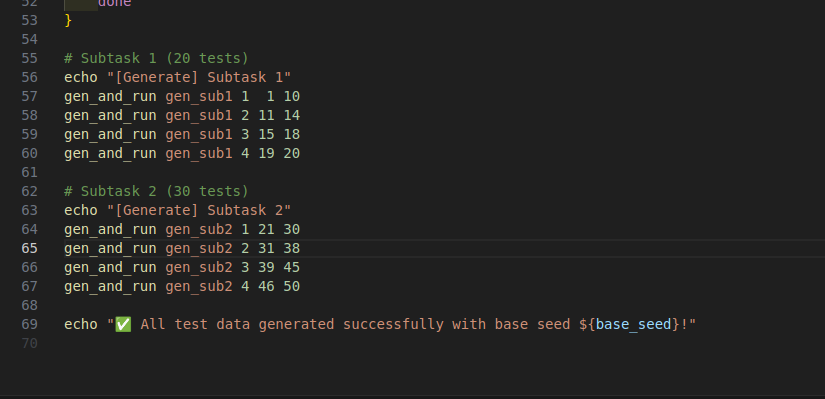 52 done
53 }
54
55 # Subtask 1 (20 tests)
56 echo "[Generate] Subtask 1"
57 gen_and_run gen_sub1 1  1 10
58 gen_and_run gen_sub1 2 11 14
59 gen_and_run gen_sub1 3 15 18
60 gen_and_run gen_sub1 4 19 20
61
62 # Subtask 2 (30 tests)
63 echo "[Generate] Subtask 2"
64 gen_and_run gen_sub2 1 21 30
65 gen_and_run gen_sub2 2 31 38
66 gen_and_run gen_sub2 3 39 45
67 gen_and_run gen_sub2 4 46 50
68
69 echo "✅ All test data generated successfully with base seed ${base_seed}!"
70